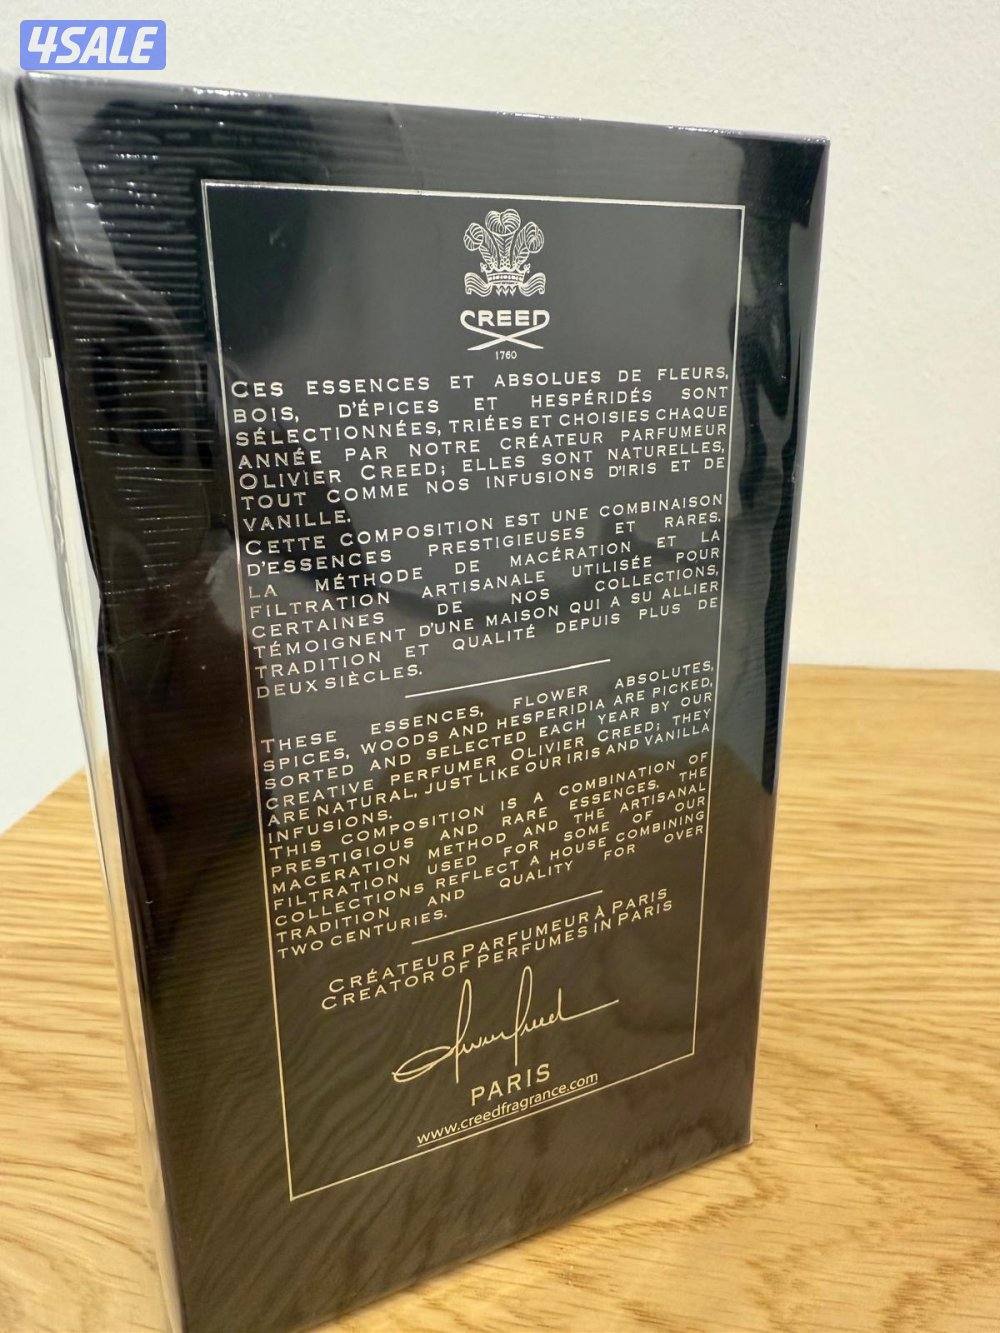 4SALE
CREED
1760
CES ESSENCES ET ABSOLUES DE FLEURS,
BOIS, D'ÉPICES ET HESPÉRIDÉS SONT
SÉLECTIONNÉES, TRIÉES ET CHOISIES CHAQUE
ANNÉE PAR NOTRE CRÉATEUR PARFUMEUR
OLIVIER CREED; ELLES SONT NATURELLES,
TOUT COMME NOS INFUSIONS D'IRIS ET DE
VANILLE.
CETTE COMPOSITION EST UNE COMBINAISON
D'ESSENCES PRESTIGIEUSES ET RARES.
LA MÉTHODE DE MACÉRATION ET LA
FILTRATION ARTISANALE UTILISÉE POUR
CERTAINES DE NOS COLLECTIONS,
TÉMOIGNENT D'UNE MAISON QUI A SU ALLIER
TRADITION ET QUALITÉ DEPUIS PLUS DE
DEUX SIÈCLES.
THESE ESSENCES, FLOWER ABSOLUTES,
SPICES, WOODS AND HESPERIDIA ARE PICKED,
SORTED AND SELECTED EACH YEAR BY OUR
CREATIVE PERFUMER OLIVIER CREED; THEY
ARE NATURAL, JUST LIKE OUR IRIS AND VANILLA
INFUSIONS.
THIS COMPOSITION IS A COMBINATION OF
PRESTIGIOUS AND RARE ESSENCES. THE
MACERATION METHOD AND THE ARTISANAL
FILTRATION USED FOR SOME OF OUR
COLLECTIONS REFLECT A HOUSE COMBINING
TRADITION AND QUALITY FOR OVER
TWO CENTURIES.
CRÉATEUR PARFUMEUR À PARIS
CREATOR OF PERFUMES IN PARIS
Olivier Creed
PARIS
www.creedfragrance.com